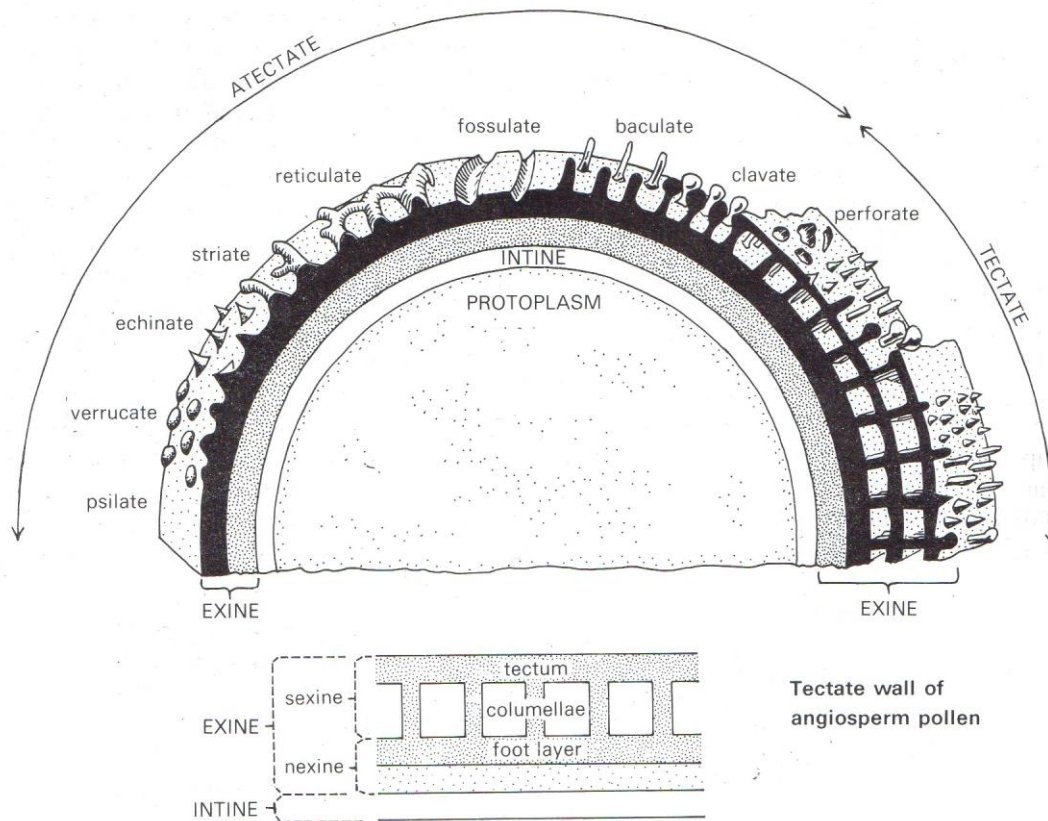 ATECTATE
fossulate
baculate
reticulate
clavate
perforate
striate
TECTATE
echinate
INTINE
PROTOPLASM
verrucate
psilate
EXINE
EXINE
tectum
sexine
columellae
EXINE
foot layer
nexine
INTINE
Tectate wall of
angiosperm pollen